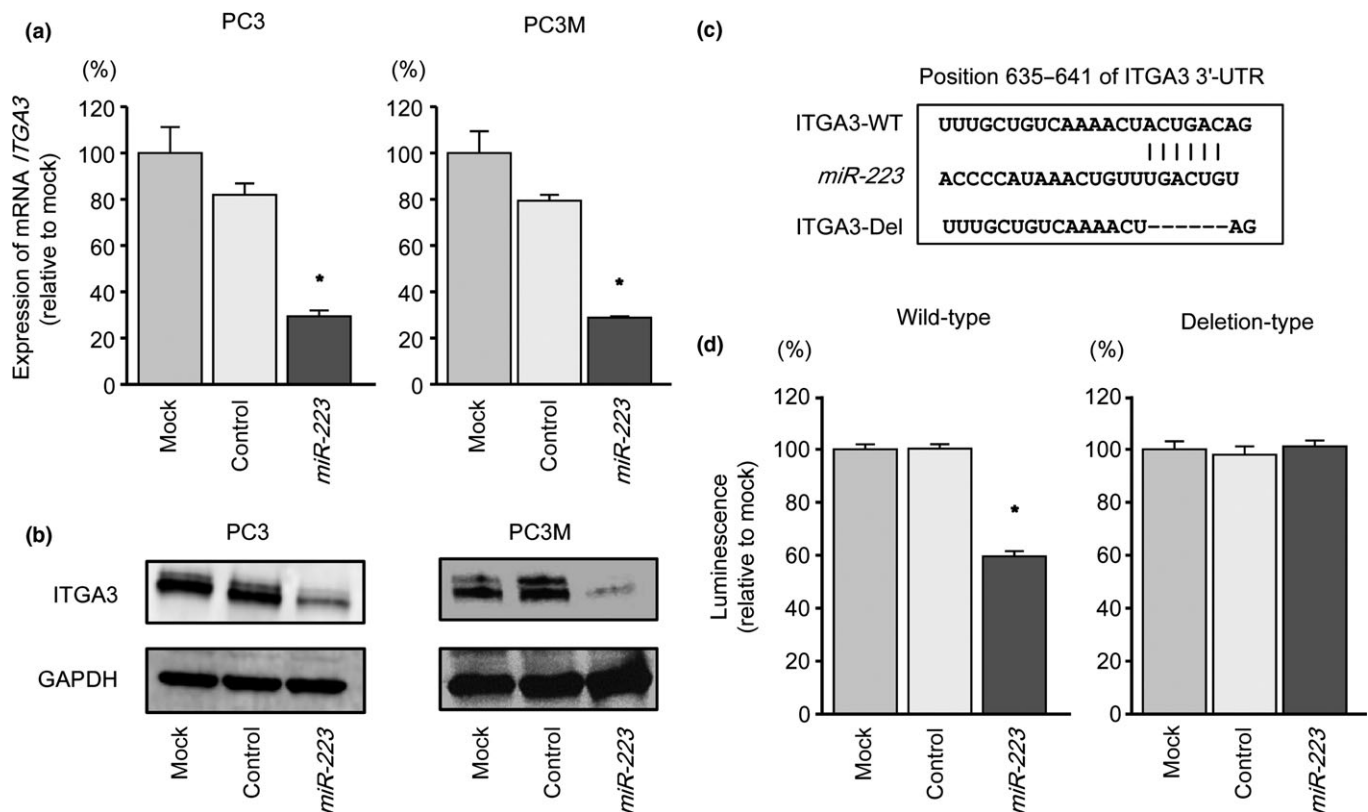 (a)
PC3
PC3M
(%)
(%)
Expression of mRNA ITGA3
(relative to mock)
120
100
80
60
40
20
0
*
Mock
Control
miR-223
120
100
80
60
40
20
0
*
Mock
Control
miR-223
(b)
PC3
PC3M
ITGA3
GAPDH
Mock
Control
miR-223
Mock
Control
miR-223
(c)
Position 635–641 of ITGA3 3'-UTR
ITGA3-WT UUUGCUGUCAAAACUACUGACAG
miR-223 ACCCCAUAAACUGUUUGACUGU
ITGA3-Del UUUGCUGUCAAAACU------AG
(d)
Wild-type
Deletion-type
(%)
(%)
Luminescence
(relative to mock)
120
100
80
60
40
20
0
*
Mock
Control
miR-223
120
100
80
60
40
20
0
Mock
Control
miR-223